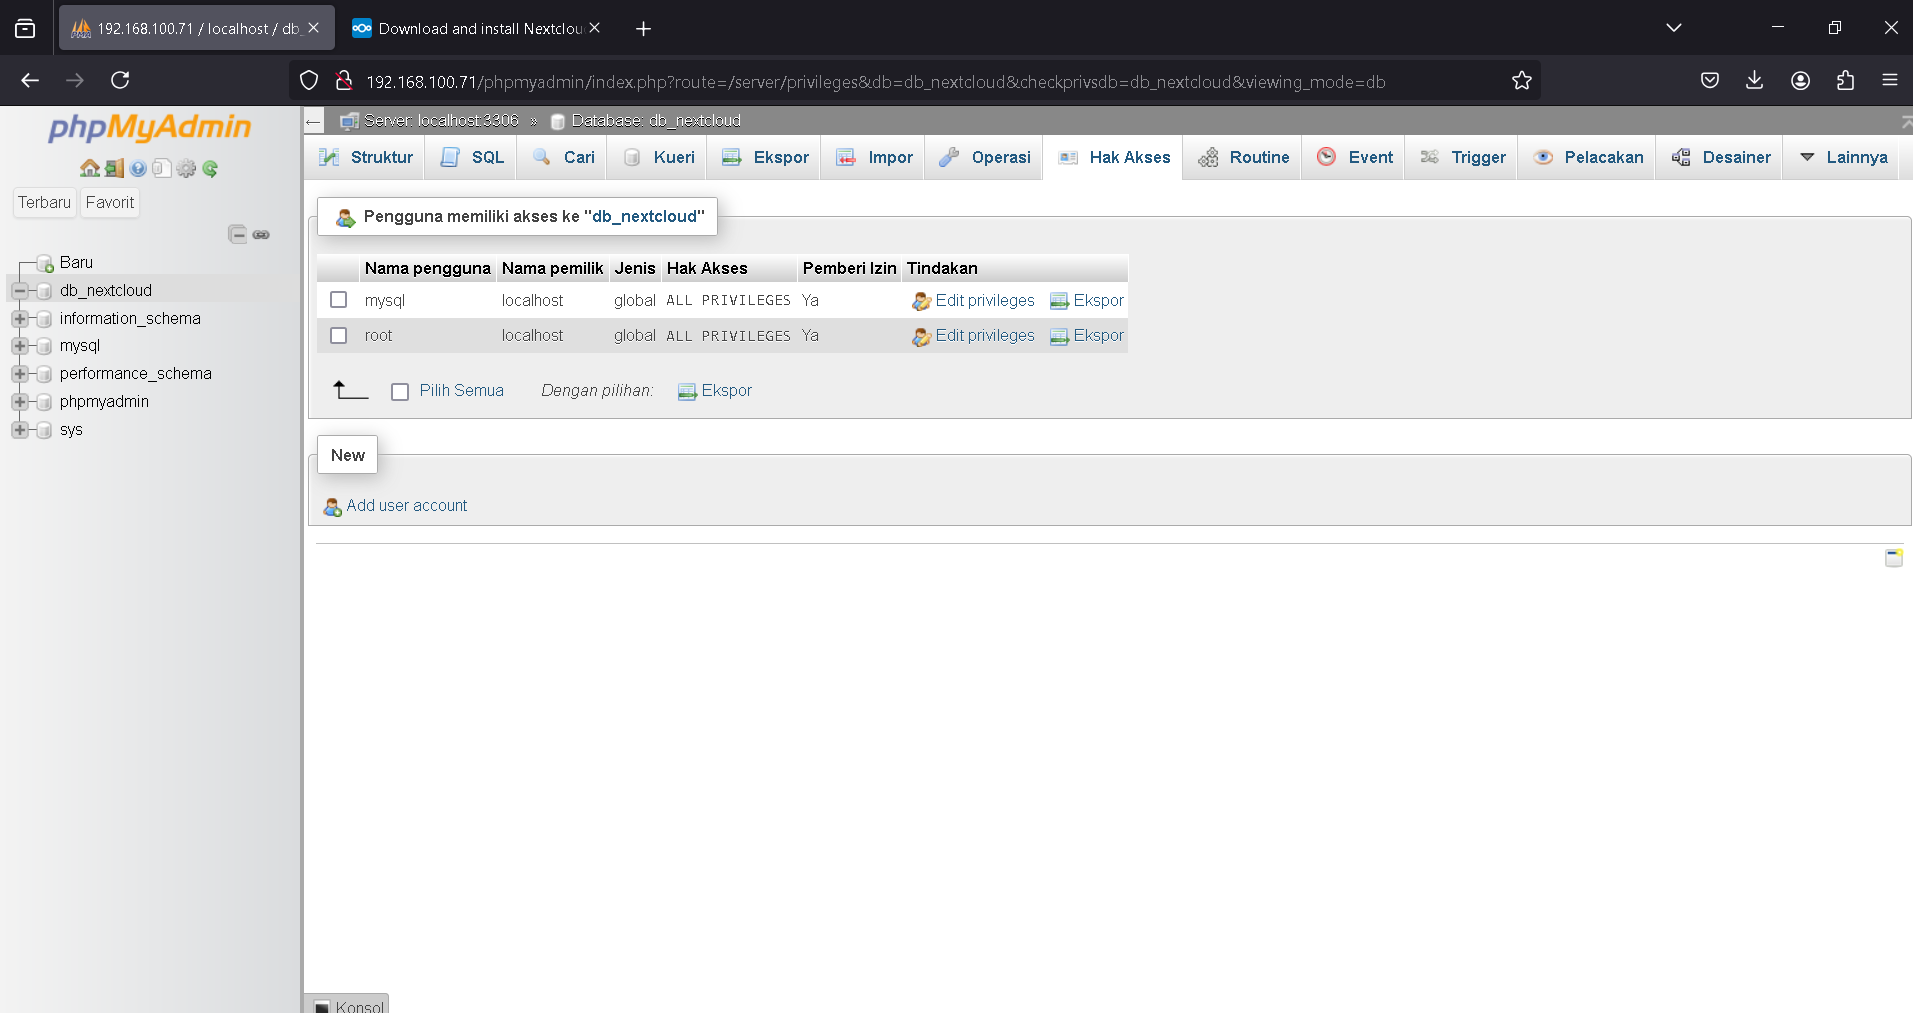 192.168.100.71 / localhost / db_
Download and install Nextclou
192.168.100.71/phpmyadmin/index.php?route=/server/privileges&db=db_nextcloud&checkprivsdb=db_nextcloud&viewing_mode=db
phpMyAdmin
Terbaru Favorit
Baru
db_nextcloud
information_schema
mysql
performance_schema
phpmyadmin
sys
Server: localhost:3306 » Database: db_nextcloud
Struktur SQL Cari Kueri Ekspor Impor Operasi Hak Akses Routine Event Trigger Pelacakan Desainer Lainnya
Pengguna memiliki akses ke "db_nextcloud"
Nama pengguna Nama pemilik Jenis Hak Akses Pemberi Izin Tindakan
mysql localhost global ALL PRIVILEGES Ya Edit privileges Ekspor
root localhost global ALL PRIVILEGES Ya Edit privileges Ekspor
Pilih Semua Dengan pilihan: Ekspor
New
Add user account
Konsol